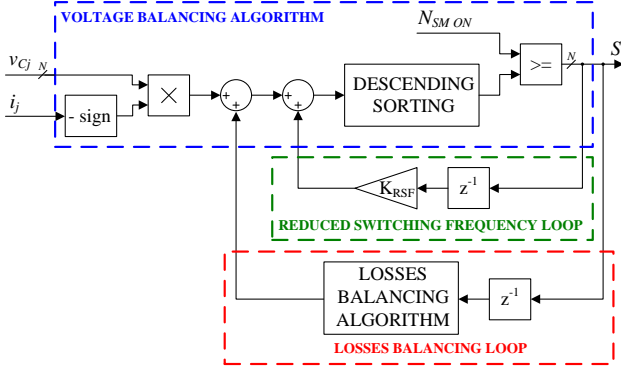 VOLTAGE BALANCING ALGORITHM
N_SM ON
v_Cj
N
i_j
- sign
×
+
+
+
+
DESCENDING
SORTING
>=
N
S
K_RSF
z^-1
REDUCED SWITCHING FREQUENCY LOOP
LOSSES
BALANCING
ALGORITHM
z^-1
LOSSES BALANCING LOOP